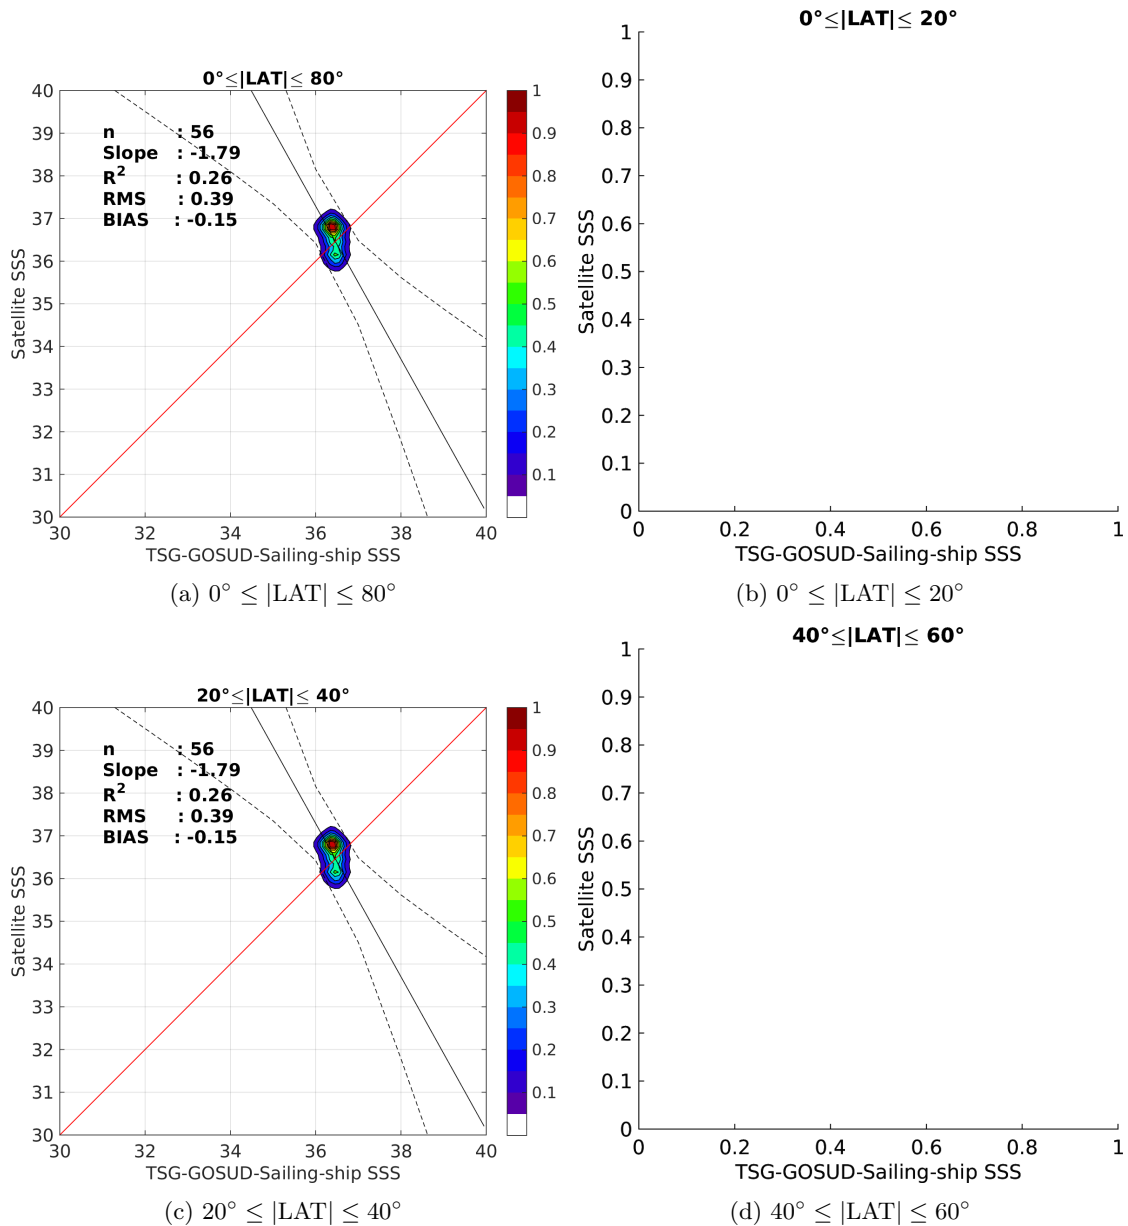 0°≤|LAT|≤ 80°
40
39
38
37
36
35
34
33
32
31
30
n : 56
Slope : -1.79
R² : 0.26
RMS : 0.39
BIAS : -0.15
Satellite SSS
30 32 34 36 38 40
TSG-GOSUD-Sailing-ship SSS
1
0.9
0.8
0.7
0.6
0.5
0.4
0.3
0.2
0.1
(a) 0° ≤ |LAT| ≤ 80°
0°≤|LAT|≤ 20°
1
0.9
0.8
0.7
0.6
0.5
0.4
0.3
0.2
0.1
0
Satellite SSS
0 0.2 0.4 0.6 0.8 1
TSG-GOSUD-Sailing-ship SSS
(b) 0° ≤ |LAT| ≤ 20°
20°≤|LAT|≤ 40°
40
39
38
37
36
35
34
33
32
31
30
n : 56
Slope : -1.79
R² : 0.26
RMS : 0.39
BIAS : -0.15
Satellite SSS
30 32 34 36 38 40
TSG-GOSUD-Sailing-ship SSS
1
0.9
0.8
0.7
0.6
0.5
0.4
0.3
0.2
0.1
(c) 20° ≤ |LAT| ≤ 40°
40°≤|LAT|≤ 60°
1
0.9
0.8
0.7
0.6
0.5
0.4
0.3
0.2
0.1
0
Satellite SSS
0 0.2 0.4 0.6 0.8 1
TSG-GOSUD-Sailing-ship SSS
(d) 40° ≤ |LAT| ≤ 60°